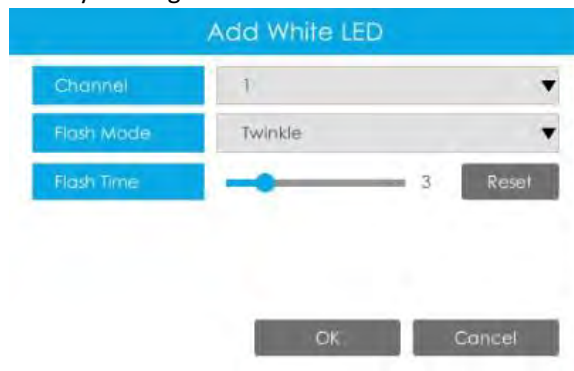 Add White LED
Channel 1
Flash Mode Twinkle
Flash Time 3 Reset
OK Cancel